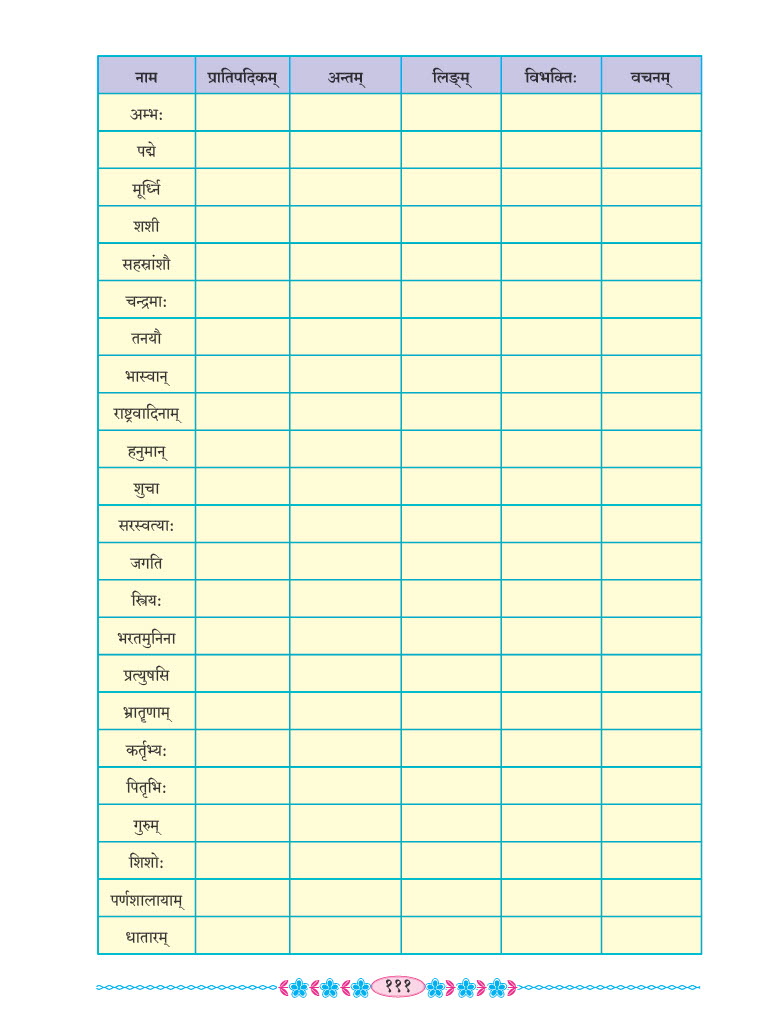 नाम प्रातिपदिकम् अन्तम् लिङ्गम् विभक्तिः वचनम्
अम्भः
पद्मे
मूर्ध्नि
शशी
सहस्रांशौ
चन्द्रमाः
तनयौ
भास्वान्
राष्ट्रवादिनाम्
हनुमान्
शुचा
सरस्वत्याः
जगति
स्त्रियः
भरतमुनिना
प्रत्युषसि
भ्रातॄणाम्
कर्तृभ्यः
पितृभिः
गुरुम्
शिशोः
पर्णशालायाम्
धातारम्
१११